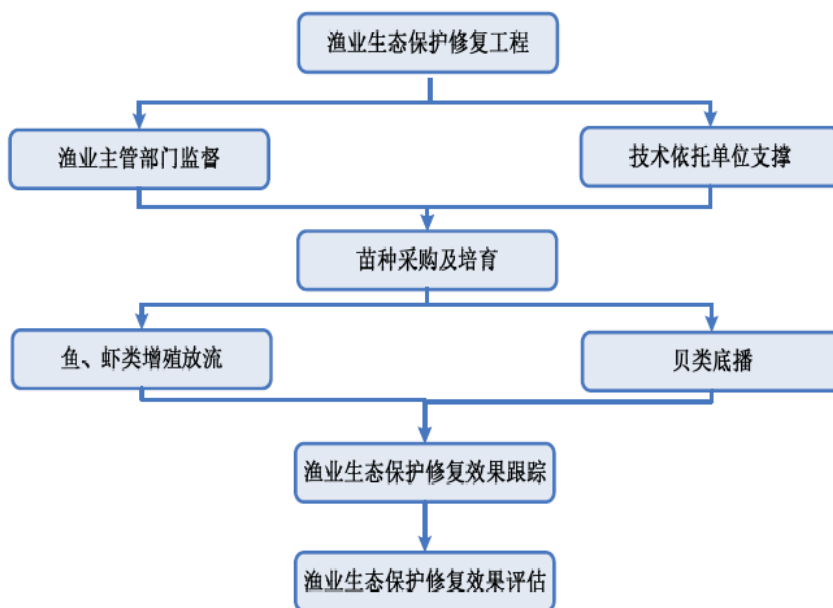 渔业生态保护修复工程
渔业主管部门监督
技术依托单位支撑
苗种采购及培育
鱼、虾类增殖放流
贝类底播
渔业生态保护修复效果跟踪
渔业生态保护修复效果评估